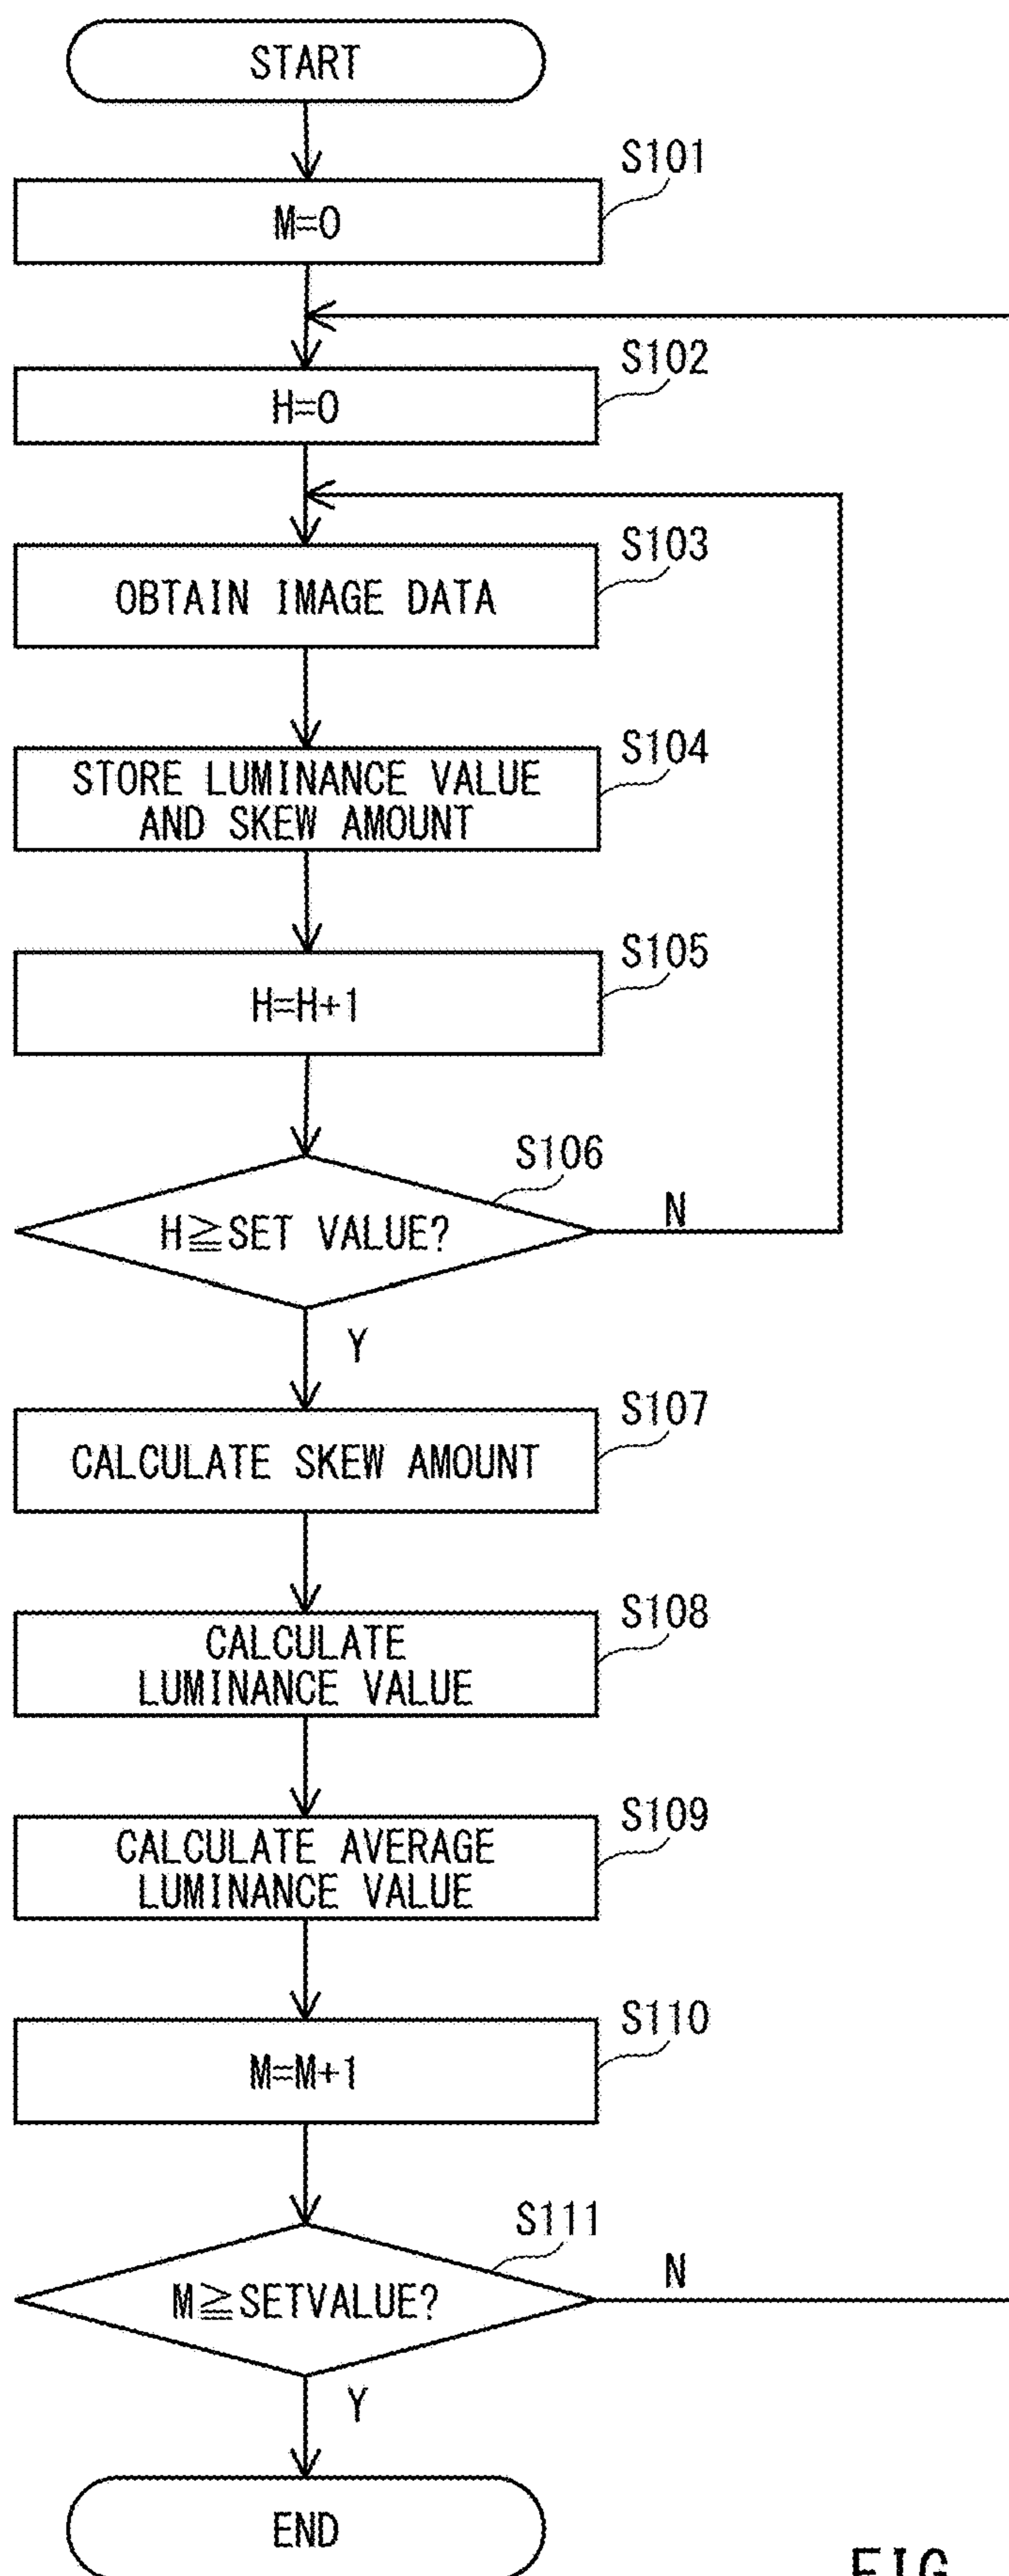 START
S101
M=0
S102
H=0
S103
OBTAIN IMAGE DATA
S104
STORE LUMINANCE VALUE
AND SKEW AMOUNT
S105
H=H+1
S106
H≧SET VALUE?
N
Y
S107
CALCULATE SKEW AMOUNT
S108
CALCULATE
LUMINANCE VALUE
S109
CALCULATE AVERAGE
LUMINANCE VALUE
S110
M=M+1
S111
M≧SETVALUE?
N
Y
END
FIG